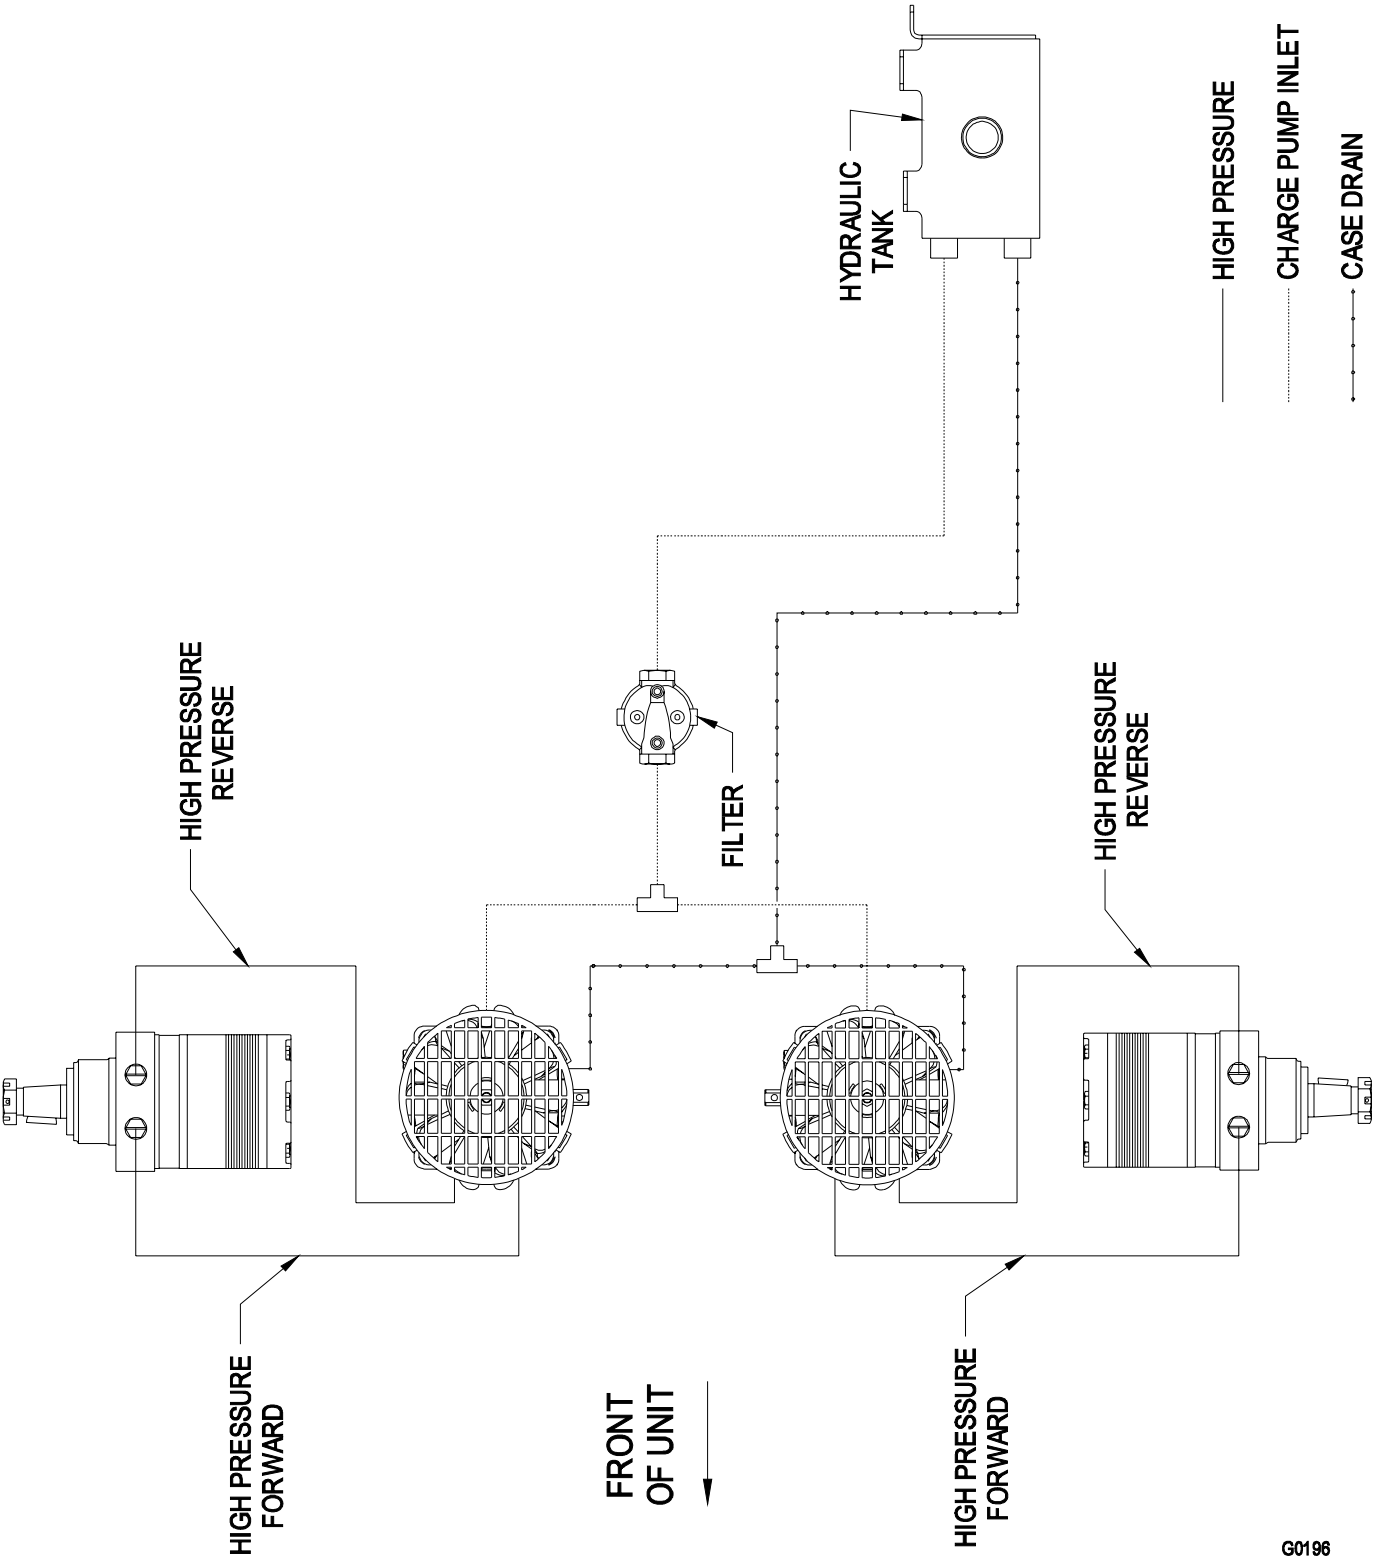 HYDRAULIC
TANK
HIGH PRESSURE
CHARGE PUMP INLET
CASE DRAIN
HIGH PRESSURE
REVERSE
FILTER
HIGH PRESSURE
REVERSE
HIGH PRESSURE
FORWARD
FRONT
OF UNIT
HIGH PRESSURE
FORWARD
G0196